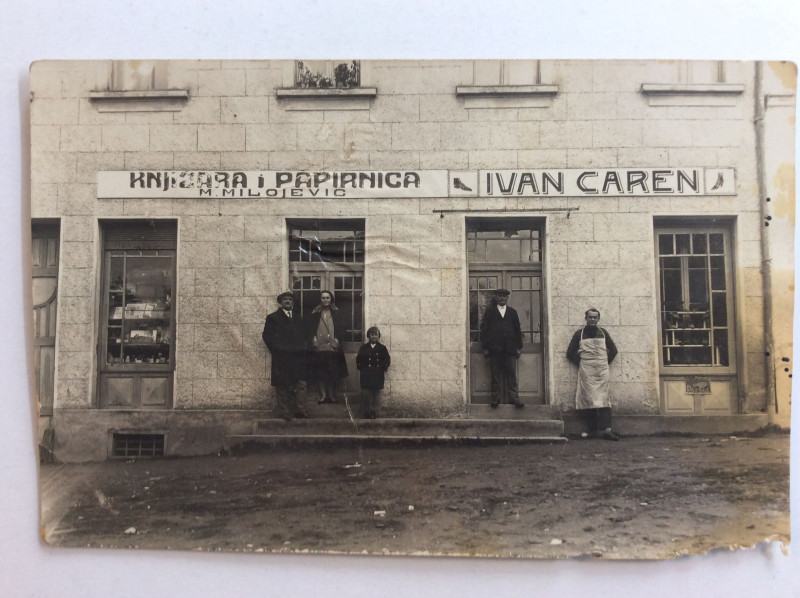 KNJIŽARA i PAPIRNICA
M. MILOJEVIĆ
IVAN CAREN